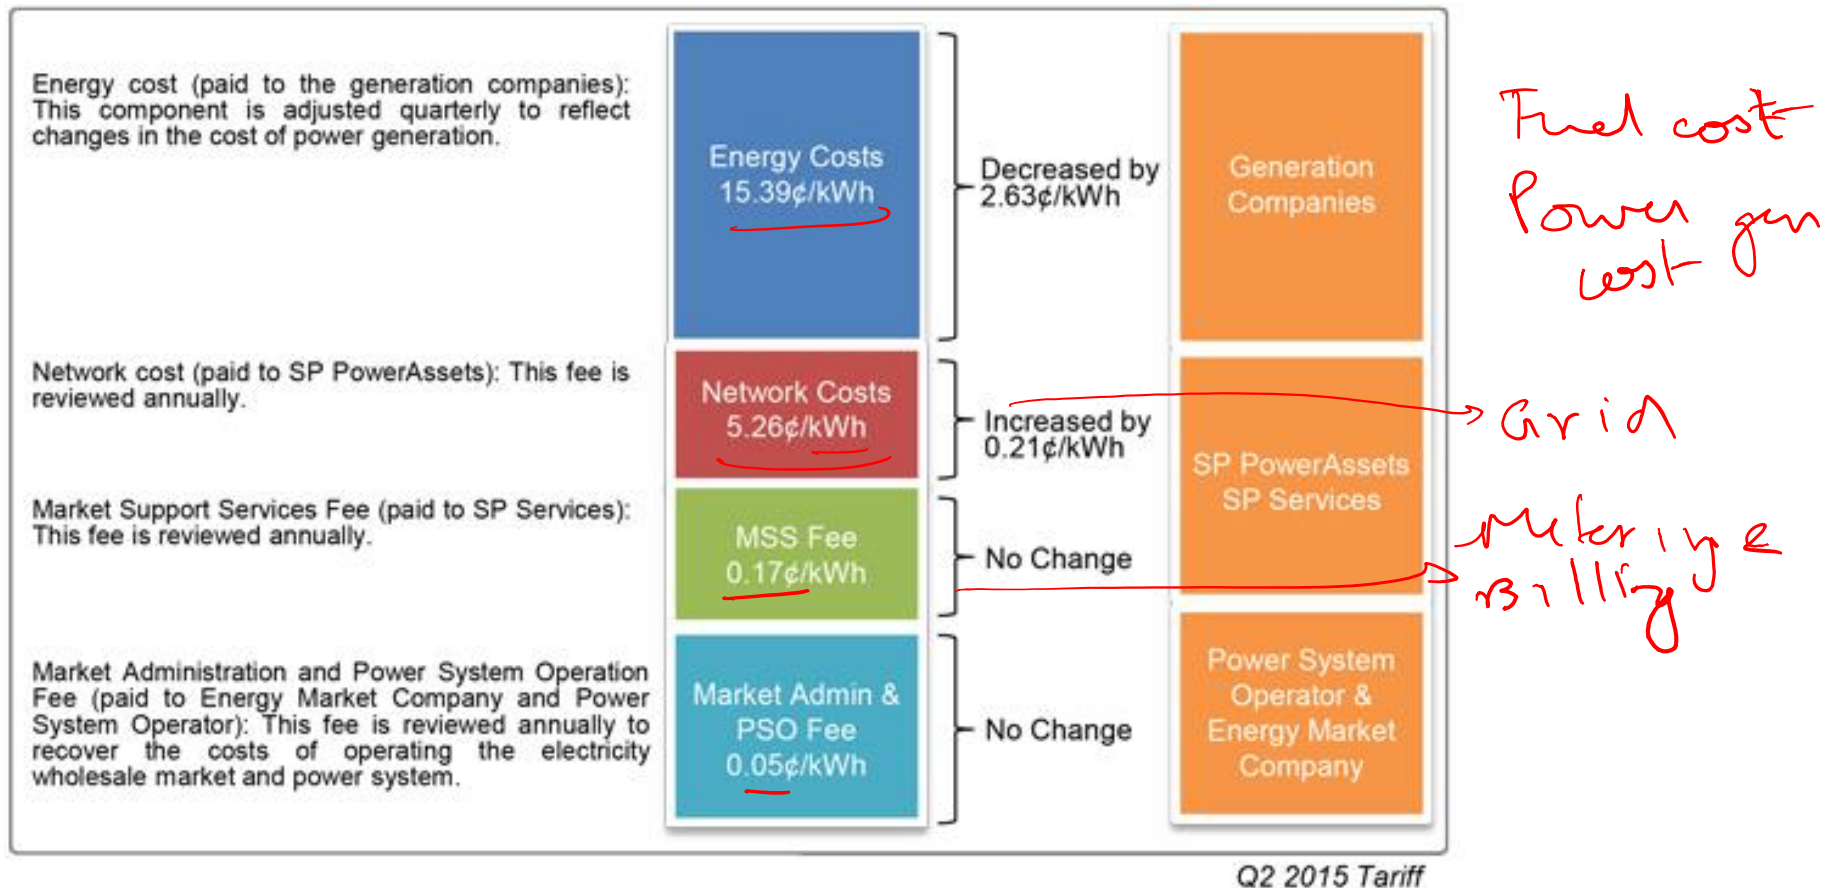 Energy cost (paid to the generation companies):
This component is adjusted quarterly to reflect
changes in the cost of power generation.
Energy Costs
15.39¢/kWh
Decreased by
2.63¢/kWh
Generation
Companies
Fuel cost
Power gen
cost
Network cost (paid to SP PowerAssets): This fee is
reviewed annually.
Network Costs
5.26¢/kWh
Increased by
0.21¢/kWh
SP PowerAssets
SP Services
Grid
Market Support Services Fee (paid to SP Services):
This fee is reviewed annually.
MSS Fee
0.17¢/kWh
No Change
Metering &
Billing
Market Administration and Power System Operation
Fee (paid to Energy Market Company and Power
System Operator): This fee is reviewed annually to
recover the costs of operating the electricity
wholesale market and power system.
Market Admin &
PSO Fee
0.05¢/kWh
No Change
Power System
Operator &
Energy Market
Company
Q2 2015 Tariff